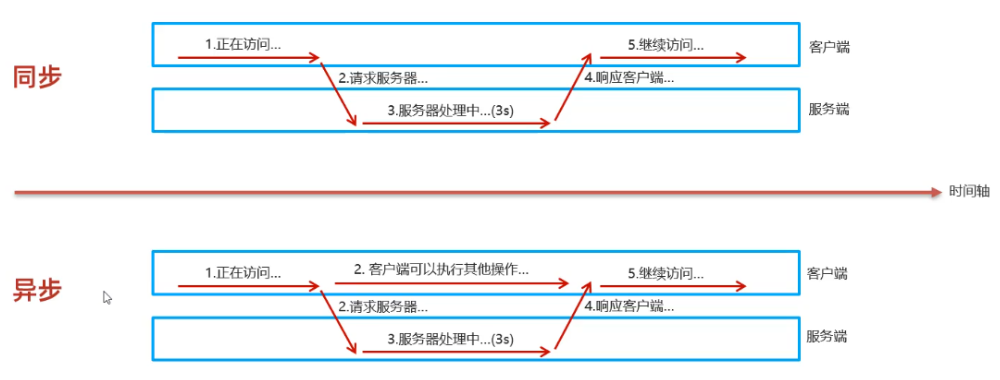 1.正在访问...
5.继续访问...
客户端
同步
2.请求服务器...
4.响应客户端...
3.服务器处理中...(3s)
服务端
时间轴
1.正在访问...
2. 客户端可以执行其他操作...
5.继续访问...
客户端
异步
2.请求服务器...
4.响应客户端...
3.服务器处理中...(3s)
服务端